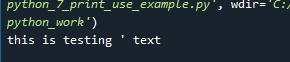 python_7_print_use_example.py', wdir='C:/
python_work')
this is testing ' text